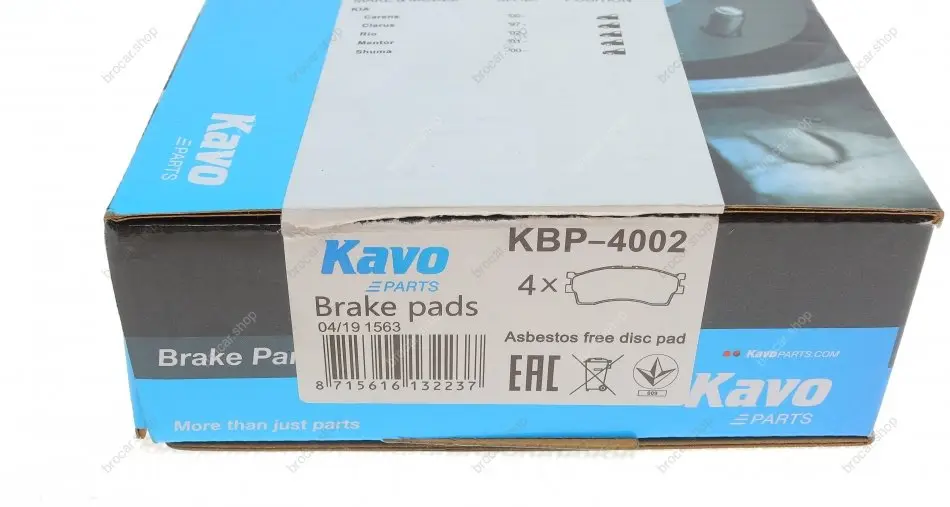 KIA
Carens
Clarus
Rio
Mentor
Shuma
Kavo
PARTS
Kavo
PARTS
KBP-4002
4×
Brake pads
04/19 1563
Asbestos free disc pad
8 715616 132237
EAC
009
Brake Par
More than just parts
KavoPARTS.COM
Kavo
PARTS
brocar.shop